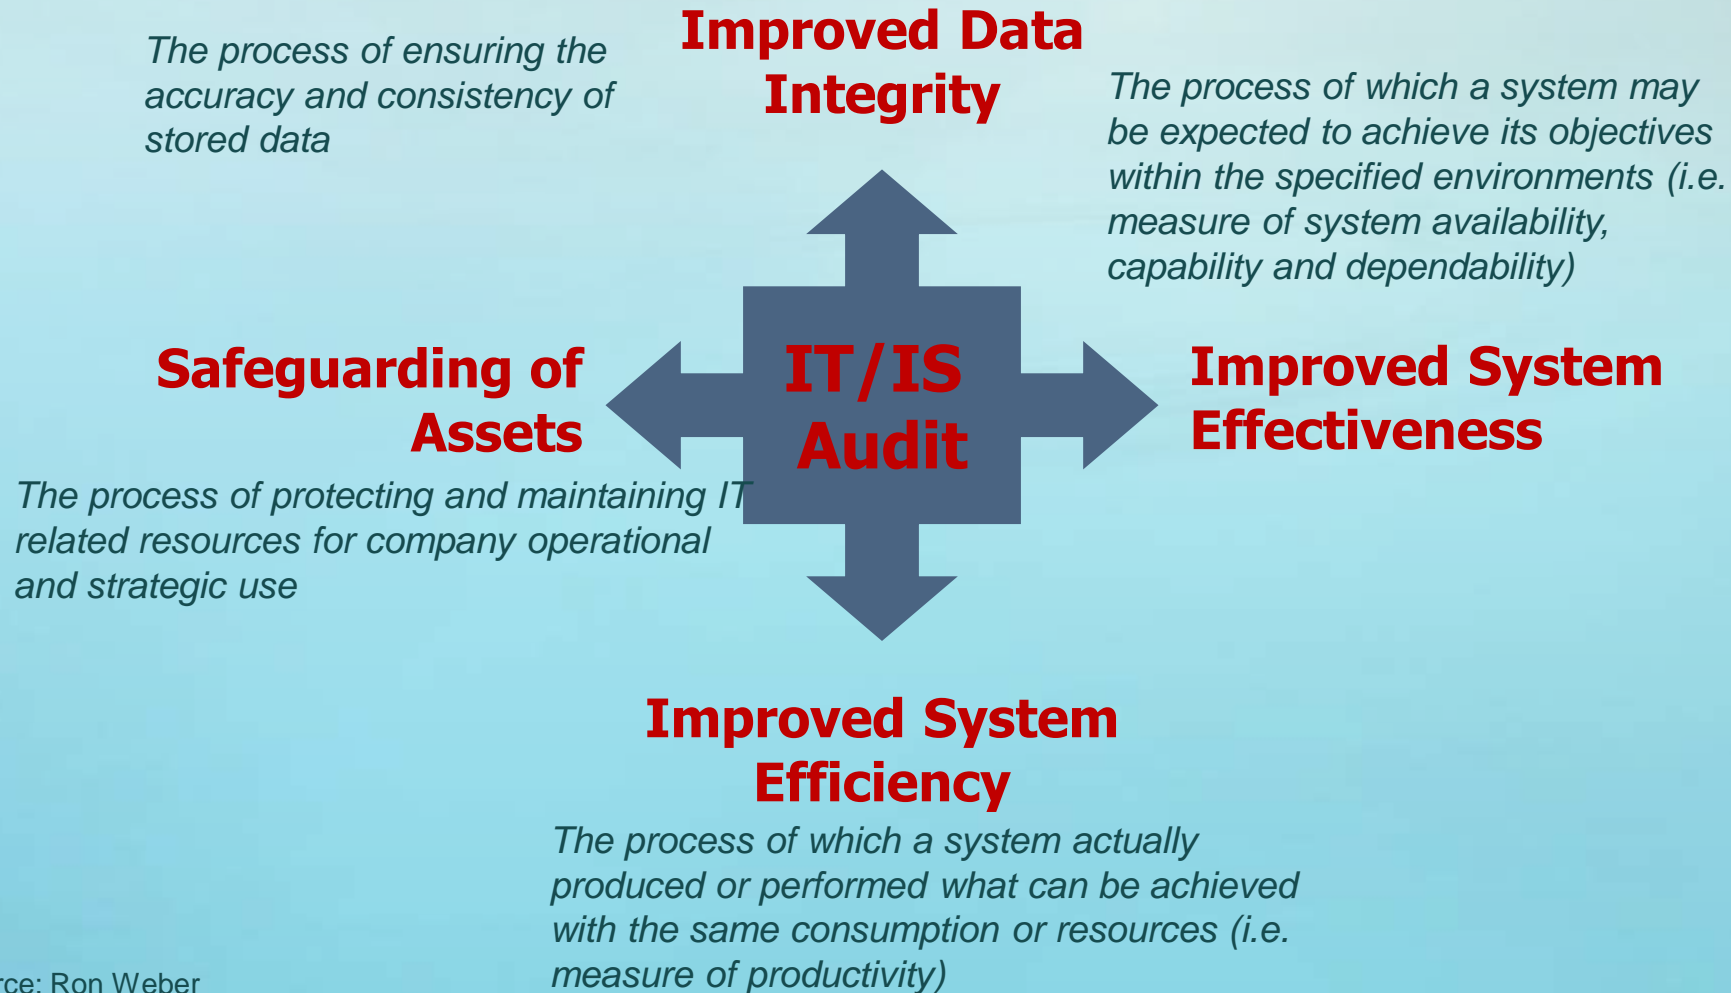 Improved Data
Integrity
The process of ensuring the
accuracy and consistency of
stored data
The process of which a system may
be expected to achieve its objectives
within the specified environments (i.e.
measure of system availability,
capability and dependability)
Safeguarding of
Assets
IT/IS
Audit
Improved System
Effectiveness
The process of protecting and maintaining IT
related resources for company operational
and strategic use
Improved System
Efficiency
The process of which a system actually
produced or performed what can be achieved
with the same consumption or resources (i.e.
measure of productivity)
rce: Ron Weber